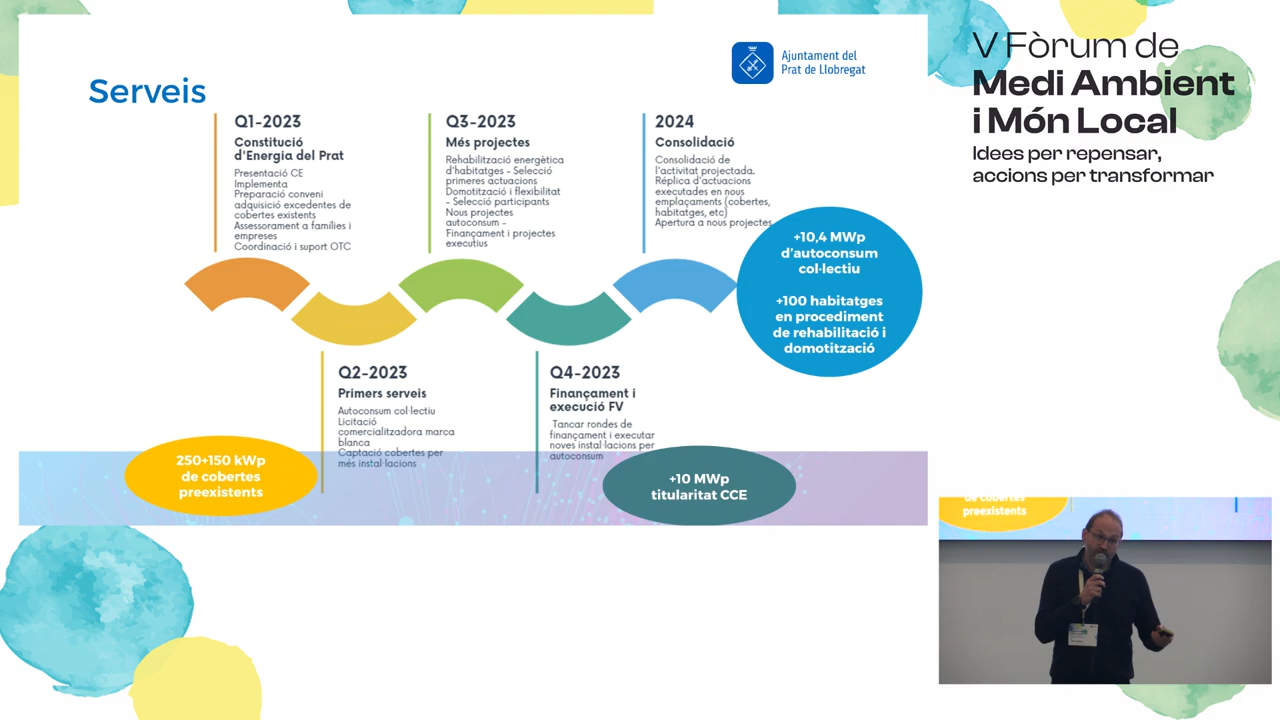 Serveis
Ajuntament del
Prat de Llobregat
V Fòrum de
Medi Ambient
i Món Local
Idees per repensar,
accions per transformar
Q1-2023
Constitució
d'Energia del Prat
Presentació CE
Implementa
Preparació conveni
adquisició excedentes de
cobertes existents
Assessorament a famílies i
empreses
Coordinació i suport OTC
Q3-2023
Més projectes
Rehabilització energètica
d'habitatges - Selecció
primeres actuacions
Domotització i flexibilitat
- Selecció participants
Nous projectes
autoconsum -
Finançament i projectes
executius
2024
Consolidació
Consolidació de
l'activitat projectada.
Rèplica d'actuacions
executades en nous
emplaçaments (cobertes,
habitatges, etc)
Apertura a nous projectes
+10,4 MWp
d'autoconsum
col·lectiu
+100 habitatges
en procediment
de rehabilitació i
domotització
Q2-2023
Primers serveis
Autoconsum col·lectiu
Licitació
comercialitzadora marca
blanca
Captació cobertes per
més instal·lacions
Q4-2023
Finançament i
execució FV
Tancar rondes de
finançament i executar
noves instal·lacions per
autoconsum
250+150 kWp
de cobertes
preexistents
+10 MWp
titularitat CCE
de cobertes
preexistents